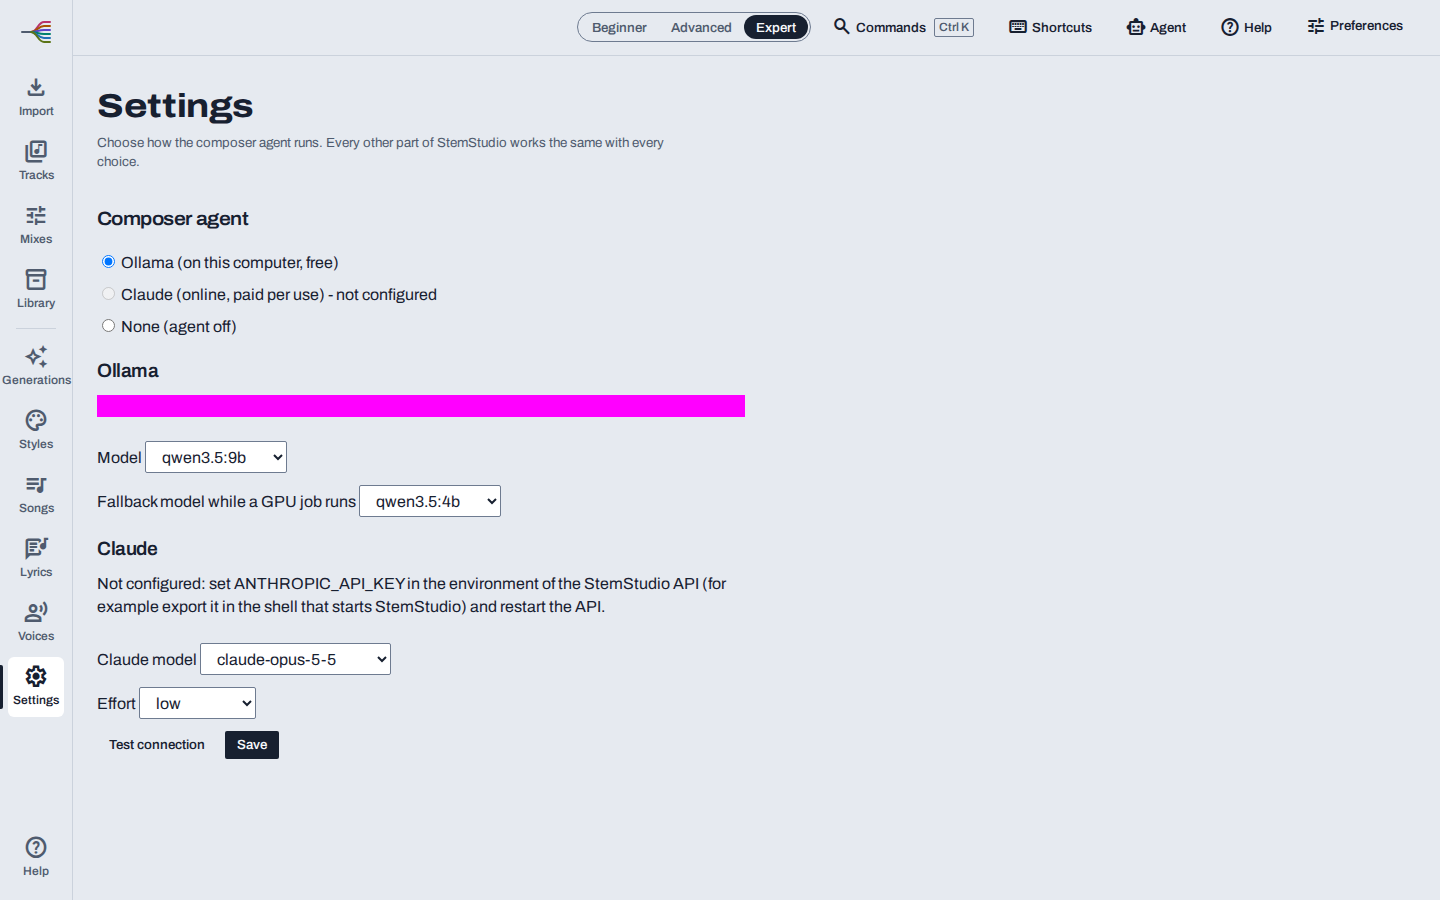 Beginner
Advanced
Expert
Commands
Ctrl K
Shortcuts
Agent
Help
Preferences
Import
Tracks
Mixes
Library
Generations
Styles
Songs
Lyrics
Voices
Settings
Help
Settings
Choose how the composer agent runs. Every other part of StemStudio works the same with every
choice.
Composer agent
Ollama (on this computer, free)
Claude (online, paid per use) - not configured
None (agent off)
Ollama
Model qwen3.5:9b
Fallback model while a GPU job runs qwen3.5:4b
Claude
Not configured: set ANTHROPIC_API_KEY in the environment of the StemStudio API (for
example export it in the shell that starts StemStudio) and restart the API.
Claude model claude-opus-5-5
Effort low
Test connection
Save